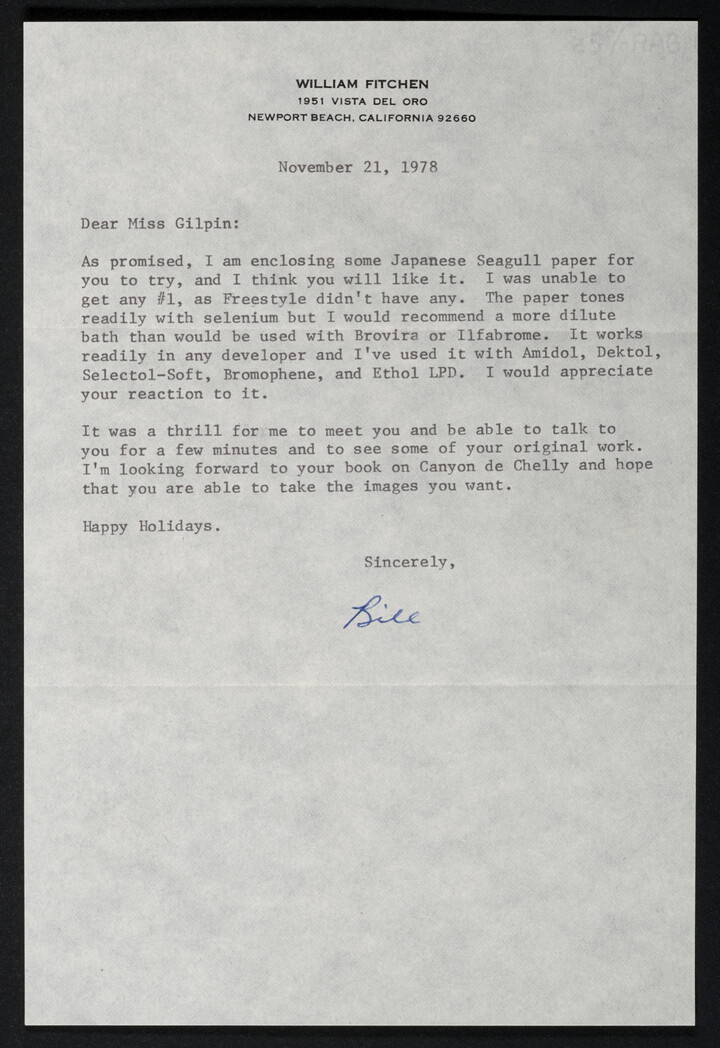 WILLIAM FITCHEN
1951 VISTA DEL ORO
NEWPORT BEACH, CALIFORNIA 92660
November 21, 1978
Dear Miss Gilpin:
As promised, I am enclosing some Japanese Seagull paper for
you to try, and I think you will like it.  I was unable to
get any #1, as Freestyle didn't have any.  The paper tones
readily with selenium but I would recommend a more dilute
bath than would be used with Brovira or Ilfabrome.  It works
readily in any developer and I've used it with Amidol, Dektol,
Selectol-Soft, Bromophene, and Ethol LPD.  I would appreciate
your reaction to it.
It was a thrill for me to meet you and be able to talk to
you for a few minutes and to see some of your original work.
I'm looking forward to your book on Canyon de Chelly and hope
that you are able to take the images you want.
Happy Holidays.
Sincerely,
Bill